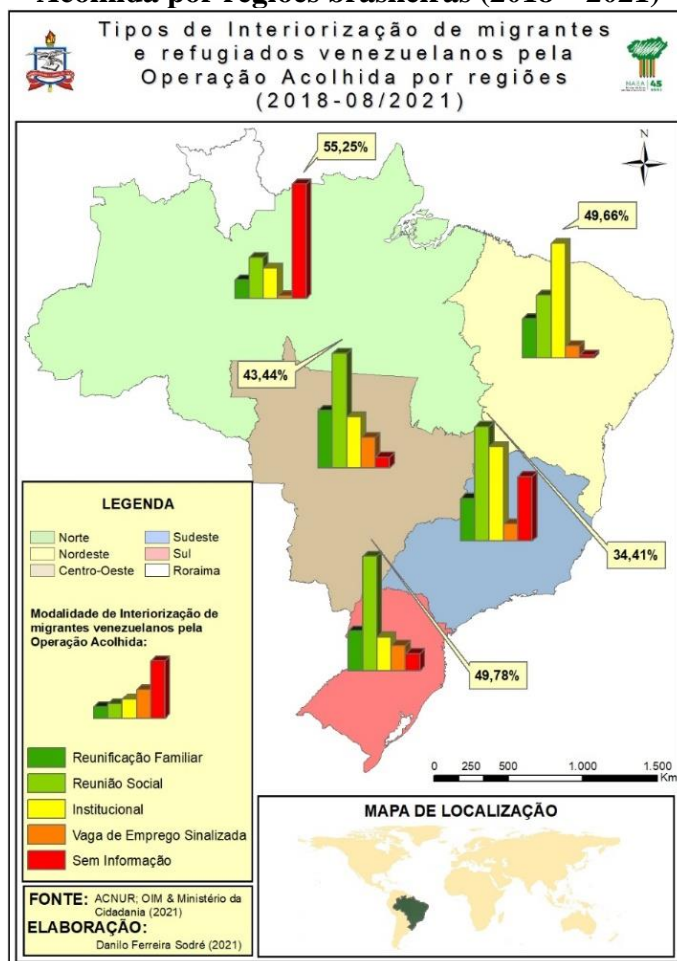 Acolhida por regiões brasileiras (2018 – 2021)
Tipos de Interiorização de migrantes
e refugiados venezuelanos pela
Operação Acolhida por regiões
(2018-08/2021)
NAEA
45
N
55,25%
49,66%
43,44%
34,41%
49,78%
LEGENDA
Norte
Sudeste
Nordeste
Sul
Centro-Oeste
Roraima
Modalidade de Interiorização de
migrantes venezuelanos pela
Operação Acolhida:
Reunificação Familiar
Reunião Social
Institucional
Vaga de Emprego Sinalizada
Sem Informação
0 250 500 1.000 1.500
Km
MAPA DE LOCALIZAÇÃO
FONTE: ACNUR; OIM & Ministério da
Cidadania (2021)
ELABORAÇÃO:
Danilo Ferreira Sodré (2021)